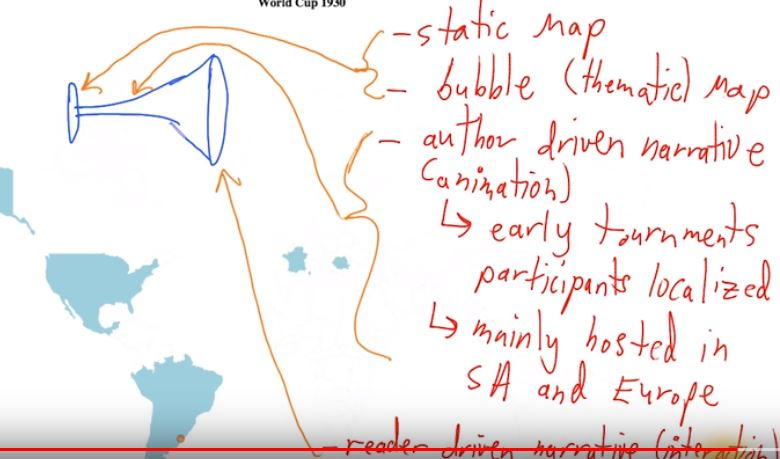 World Cup 1930
- static map
- bubble (thematic) map
- author driven narrative
(animation)
↳ early tournments
participants localized
↳ mainly hosted in
SA and Europe
- reader driven narrative (interaction)